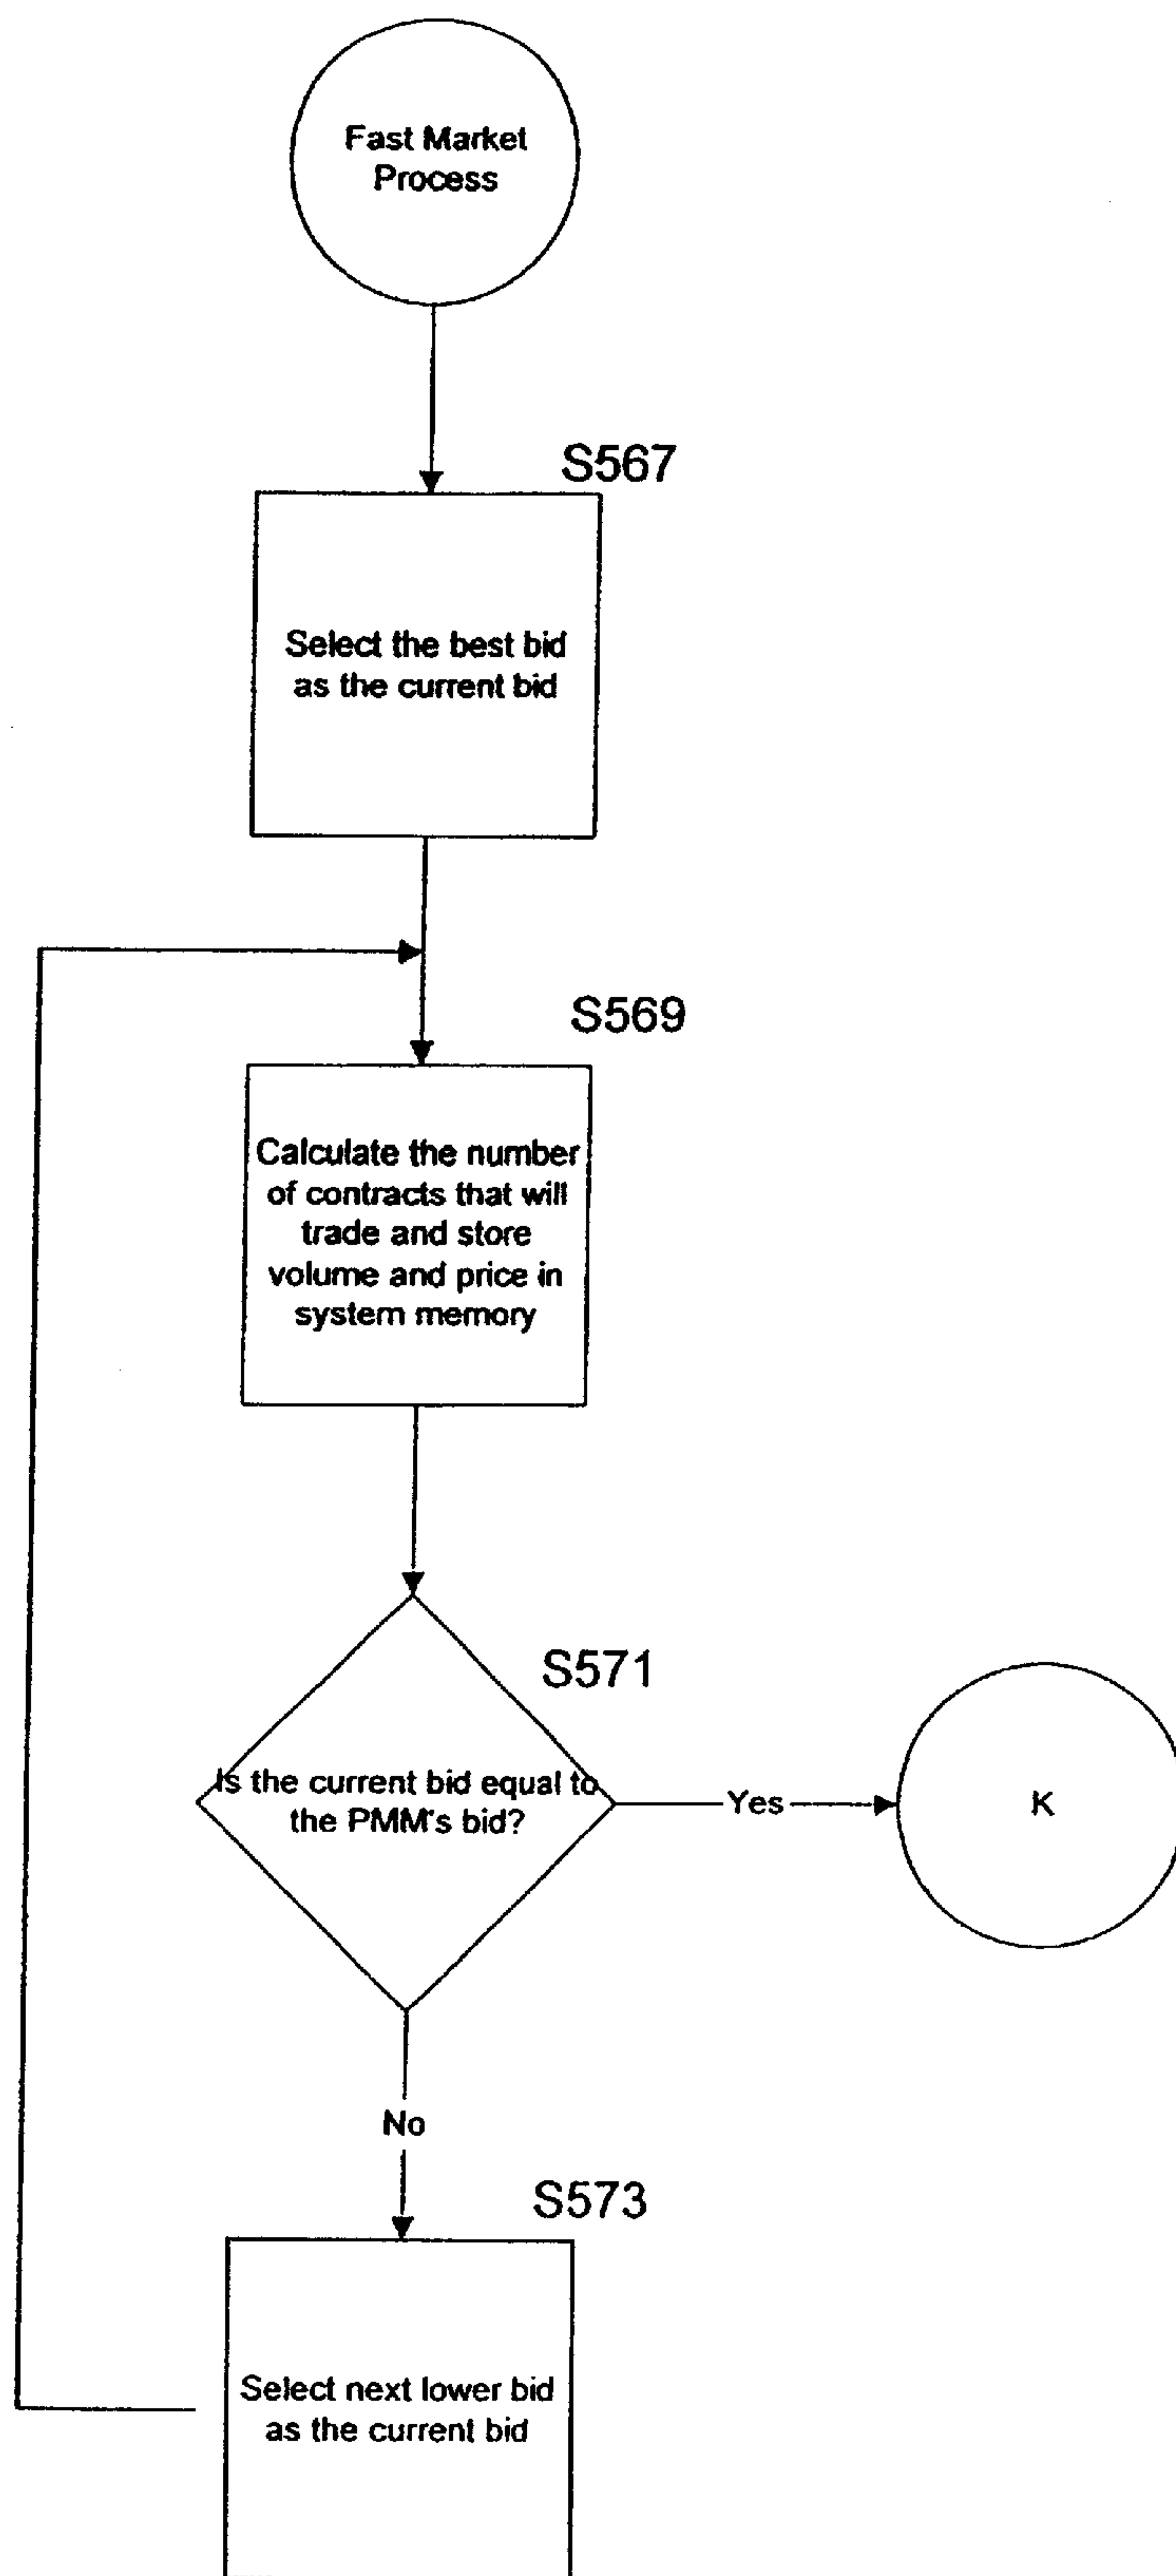 Fast Market
Process
S567
Select the best bid
as the current bid
S569
Calculate the number
of contracts that will
trade and store
volume and price in
system memory
S571
Is the current bid equal to
the PMM's bid?
Yes
K
No
S573
Select next lower bid
as the current bid